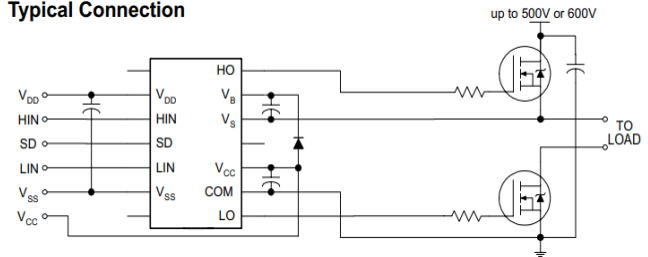 Typical Connection
up to 500V or 600V
HO
VDD VDD VB
HIN HIN VS
SD SD
TO
LOAD
LIN LIN VCC
VSS VSS COM
VCC LO